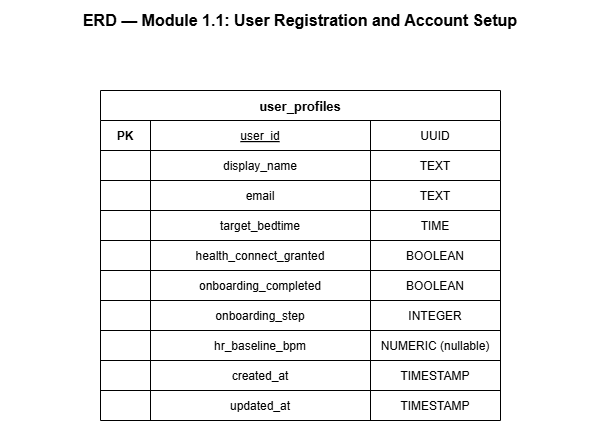 ERD — Module 1.1: User Registration and Account Setup
user_profiles
PK user_id UUID
display_name TEXT
email TEXT
target_bedtime TIME
health_connect_granted BOOLEAN
onboarding_completed BOOLEAN
onboarding_step INTEGER
hr_baseline_bpm NUMERIC (nullable)
created_at TIMESTAMP
updated_at TIMESTAMP